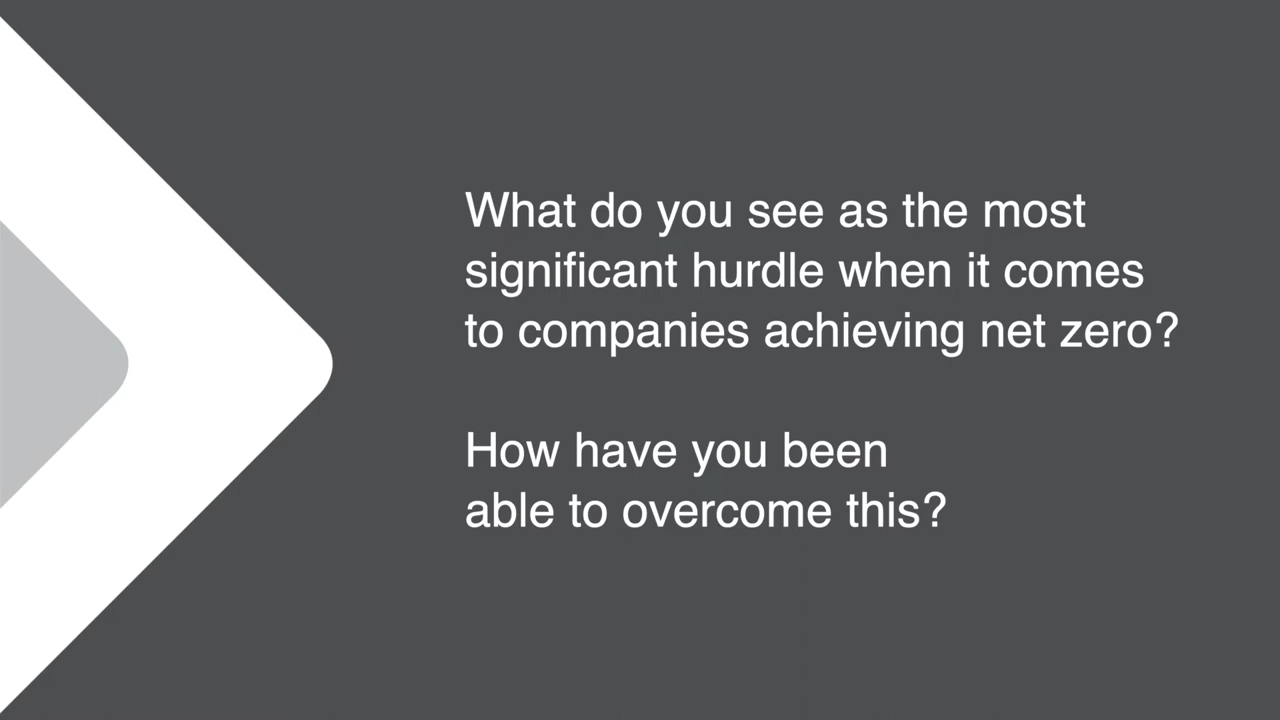 What do you see as the most
significant hurdle when it comes
to companies achieving net zero?
How have you been
able to overcome this?